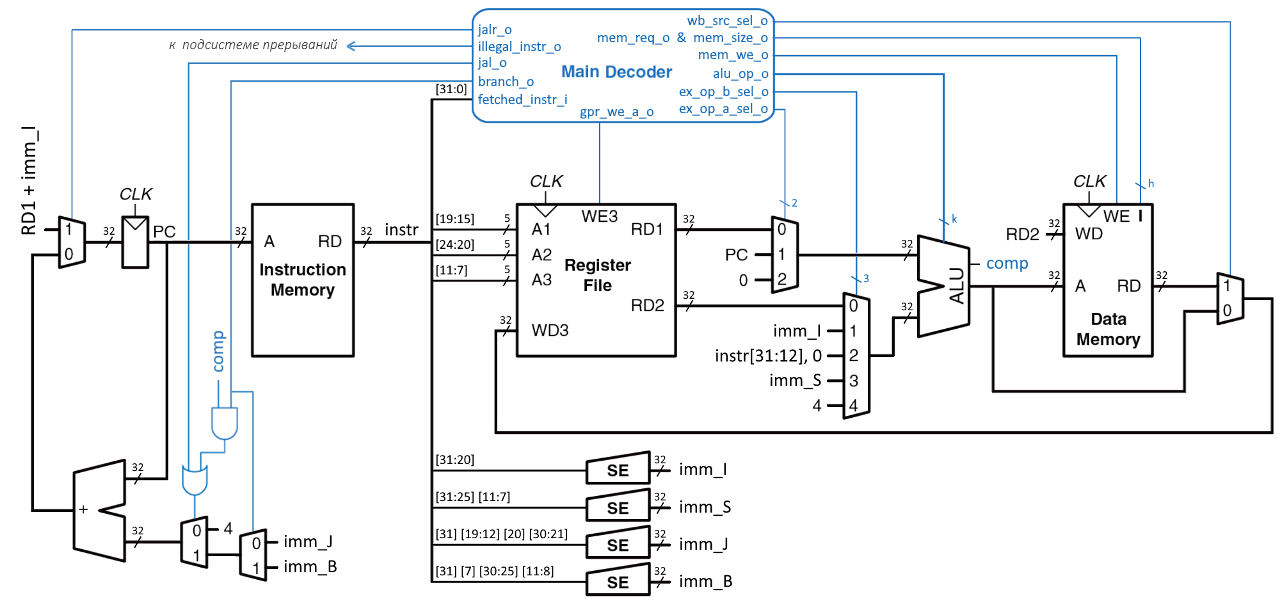 jalr_o
к подсистеме прерываний
illegal_instr_o
jal_o
branch_o
[31:0]
fetched_instr_i
Main Decoder
gpr_we_a_o
wb_src_sel_o
mem_req_o & mem_size_o
mem_we_o
alu_op_o
ex_op_b_sel_o
ex_op_a_sel_o
RD1 + imm_I
1
0
32
CLK
PC
32
A
RD
Instruction
Memory
32
instr
[19:15]
5
[24:20]
5
[11:7]
5
CLK
WE3
A1
A2
A3
RD1
Register
File
RD2
32
WD3
32
32
2
0
PC
1
0
2
3
0
imm_I
1
instr[31:12], 0
2
imm_S
3
4
4
32
32
k
ALU
comp
h
CLK
WE
I
RD2
32
WD
32
A
RD
32
Data
Memory
1
0
comp
32
+
32
0
4
1
0
imm_J
1
imm_B
[31:20]
SE
32
imm_I
[31:25] [11:7]
SE
32
imm_S
[31] [19:12] [20] [30:21]
SE
32
imm_J
[31] [7] [30:25] [11:8]
SE
32
imm_B